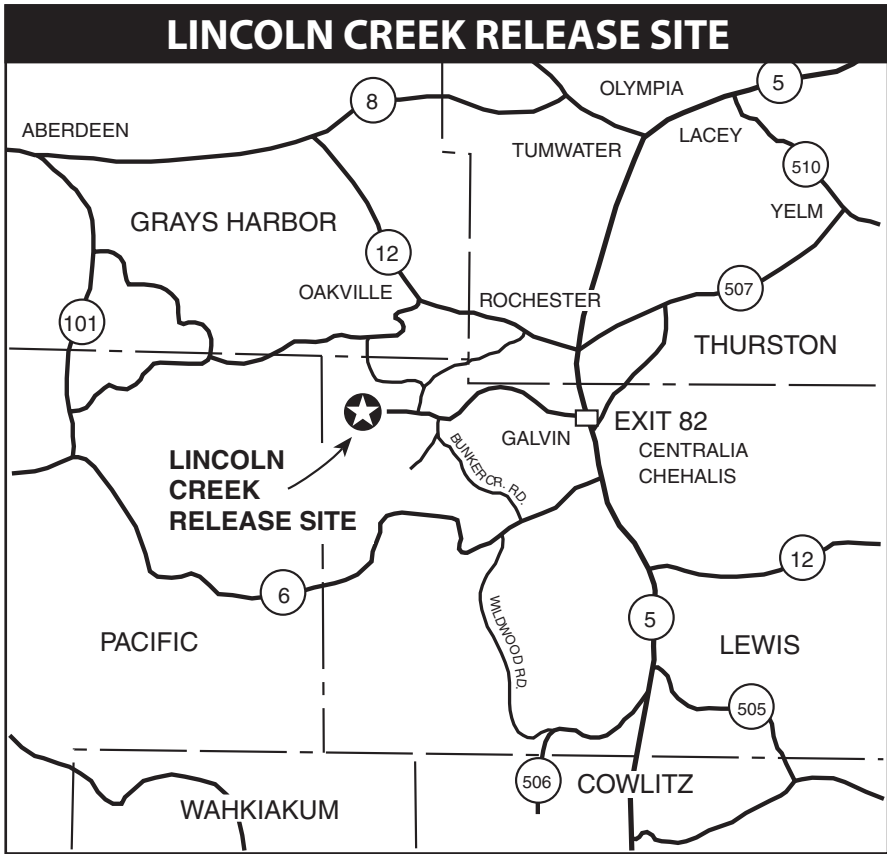 LINCOLN CREEK RELEASE SITE
OLYMPIA
5
8
ABERDEEN
TUMWATER
LACEY
510
YELM
GRAYS HARBOR
12
OAKVILLE
ROCHESTER
507
101
THURSTON
EXIT 82
GALVIN
CENTRALIA
CHEHALIS
BUNKER CR. RD.
LINCOLN
CREEK
RELEASE SITE
12
6
5
WILDWOOD RD.
PACIFIC
LEWIS
505
506
COWLITZ
WAHKIAKUM